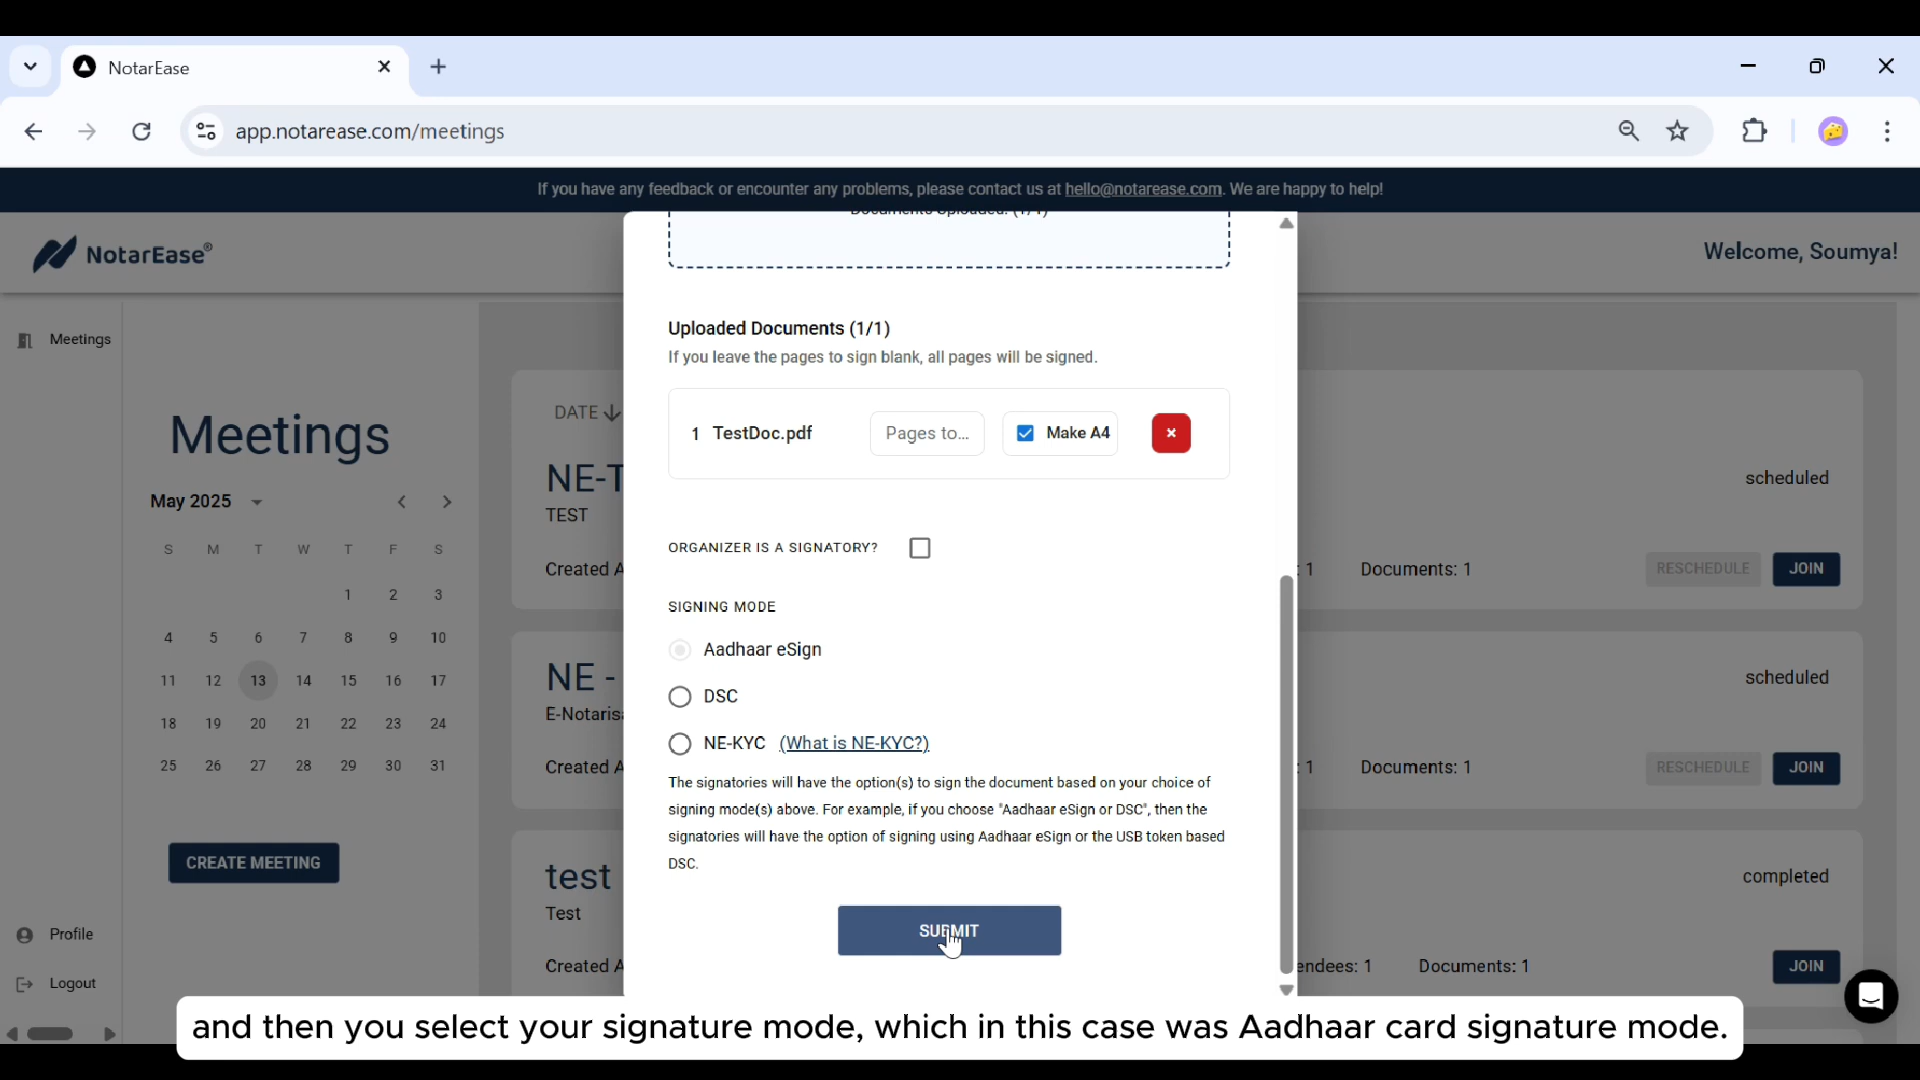 NotarEase
app.notarease.com/meetings
If you have any feedback or encounter any problems, please contact us at hello@notarease.com. We are happy to help!
NotarEase®
Welcome, Soumya!
Documents Uploaded: (1/1)
Meetings
Uploaded Documents (1/1)
If you leave the pages to sign blank, all pages will be signed.
Meetings
DATE
1 TestDoc.pdf Pages to... Make A4
NE-T
scheduled
May 2025
TEST
S M T W T F S
ORGANIZER IS A SIGNATORY?
Created A
: 1 Documents: 1 RESCHEDULE JOIN
1 2 3
SIGNING MODE
4 5 6 7 8 9 10
Aadhaar eSign
11 12 13 14 15 16 17
NE -
scheduled
DSC
E-Notaris
18 19 20 21 22 23 24
NE-KYC (What is NE-KYC?)
25 26 27 28 29 30 31
Created A
: 1 Documents: 1 RESCHEDULE JOIN
The signatories will have the option(s) to sign the document based on your choice of
signing mode(s) above. For example, if you choose "Aadhaar eSign or DSC", then the
signatories will have the option of signing using Aadhaar eSign or the USB token based
DSC.
CREATE MEETING
test
completed
Test
Profile
SUBMIT
Created A
endees: 1 Documents: 1 JOIN
Logout
and then you select your signature mode, which in this case was Aadhaar card signature mode.